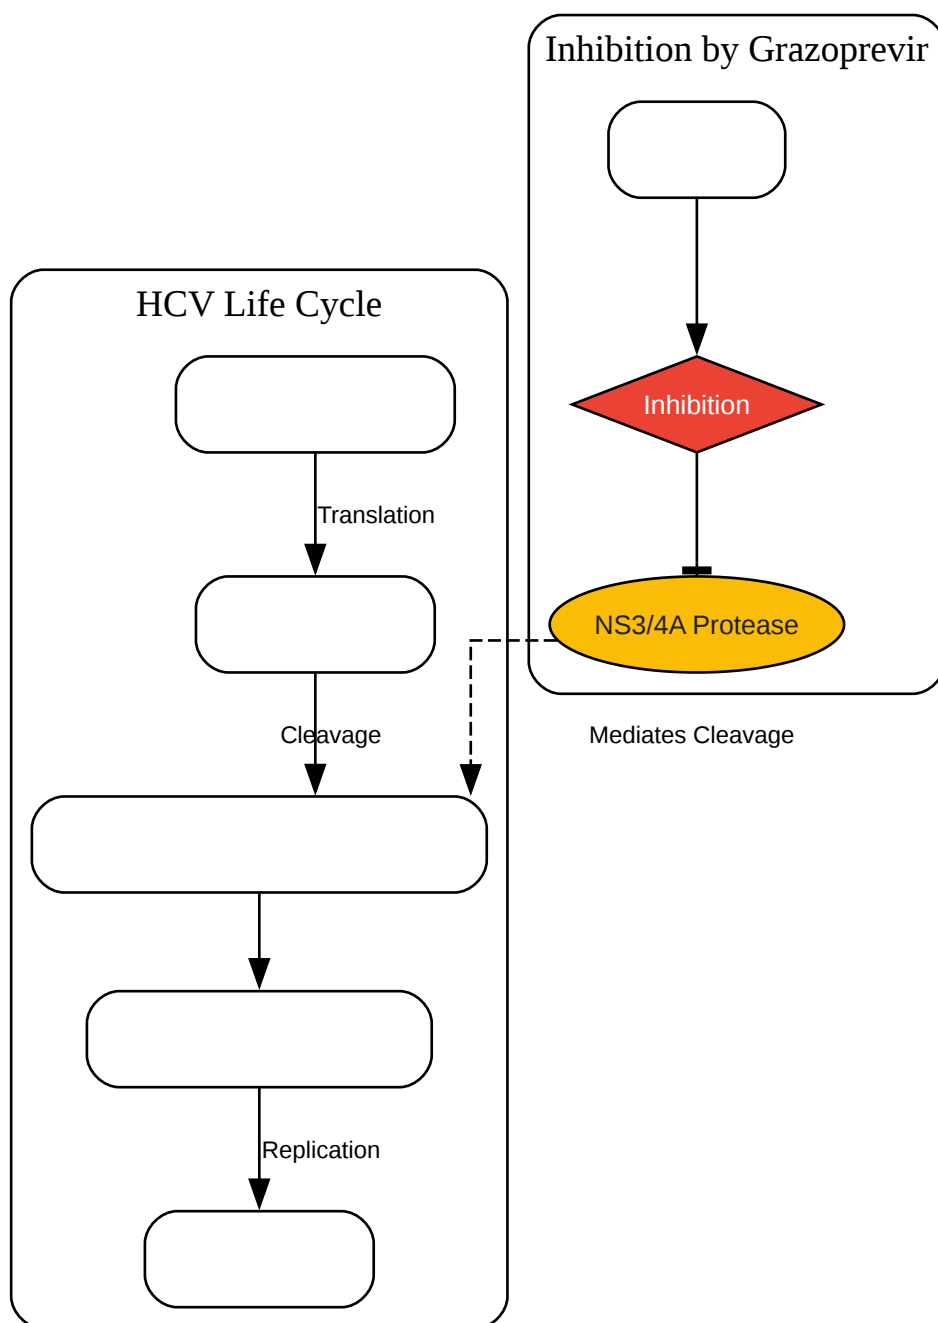 Inhibition by Grazoprevir
Inhibition
NS3/4A Protease
Mediates Cleavage
HCV Life Cycle
Translation
Cleavage
Replication